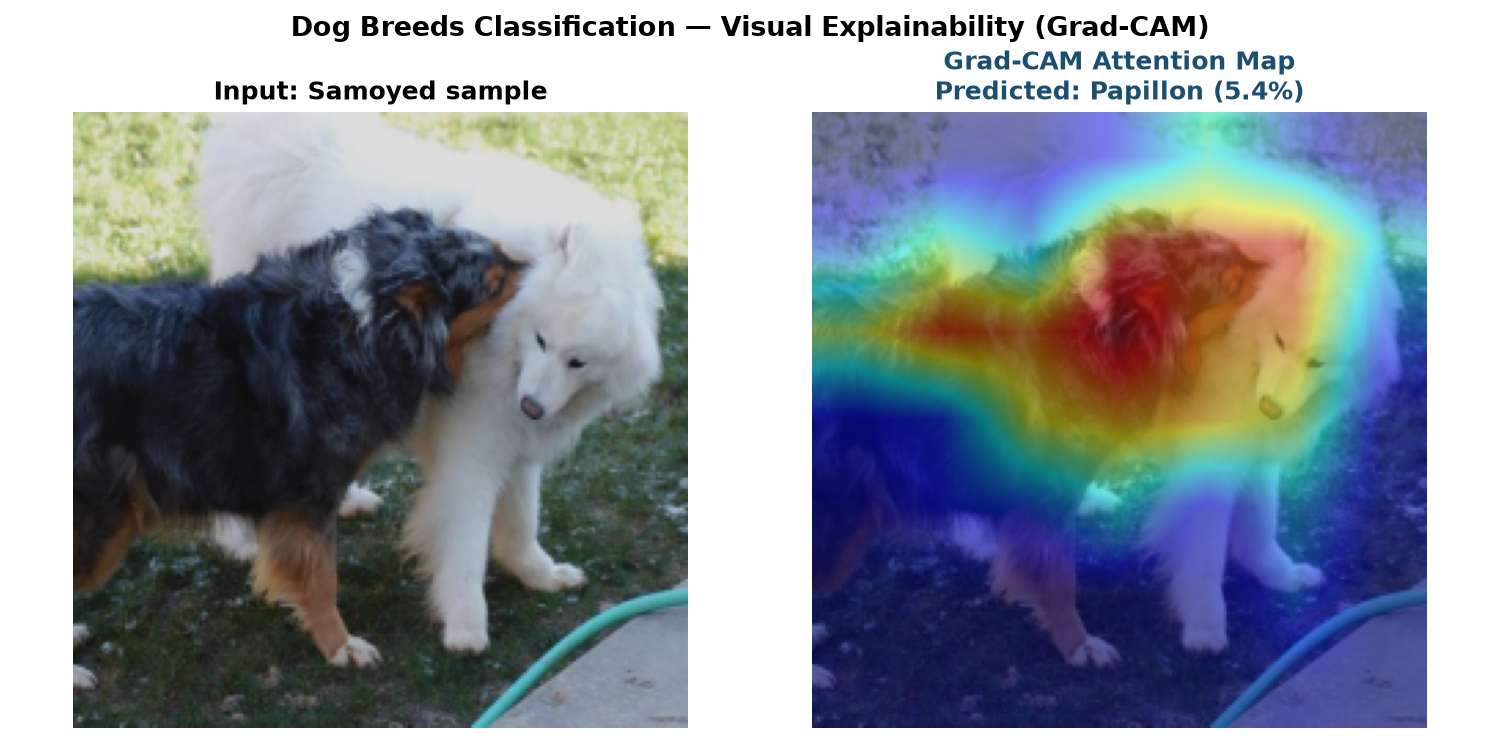 Dog Breeds Classification — Visual Explainability (Grad-CAM)
Input: Samoyed sample
Grad-CAM Attention Map
Predicted: Papillon (5.4%)